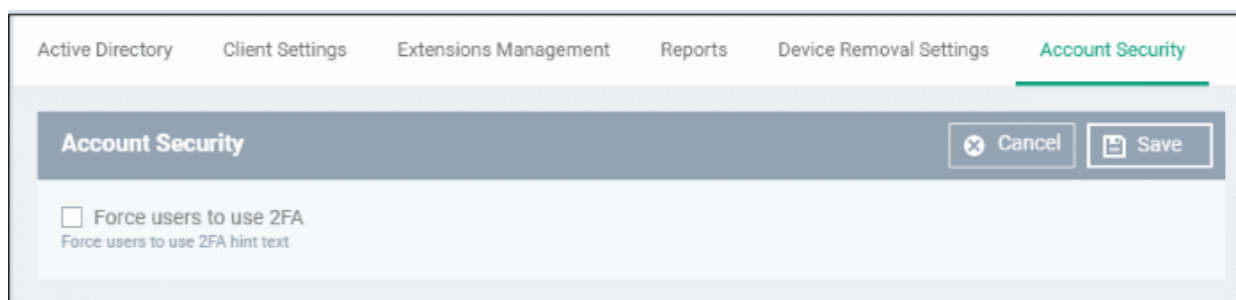 Active Directory Client Settings Extensions Management Reports Device Removal Settings Account Security
Account Security Cancel Save
Force users to use 2FA
Force users to use 2FA hint text